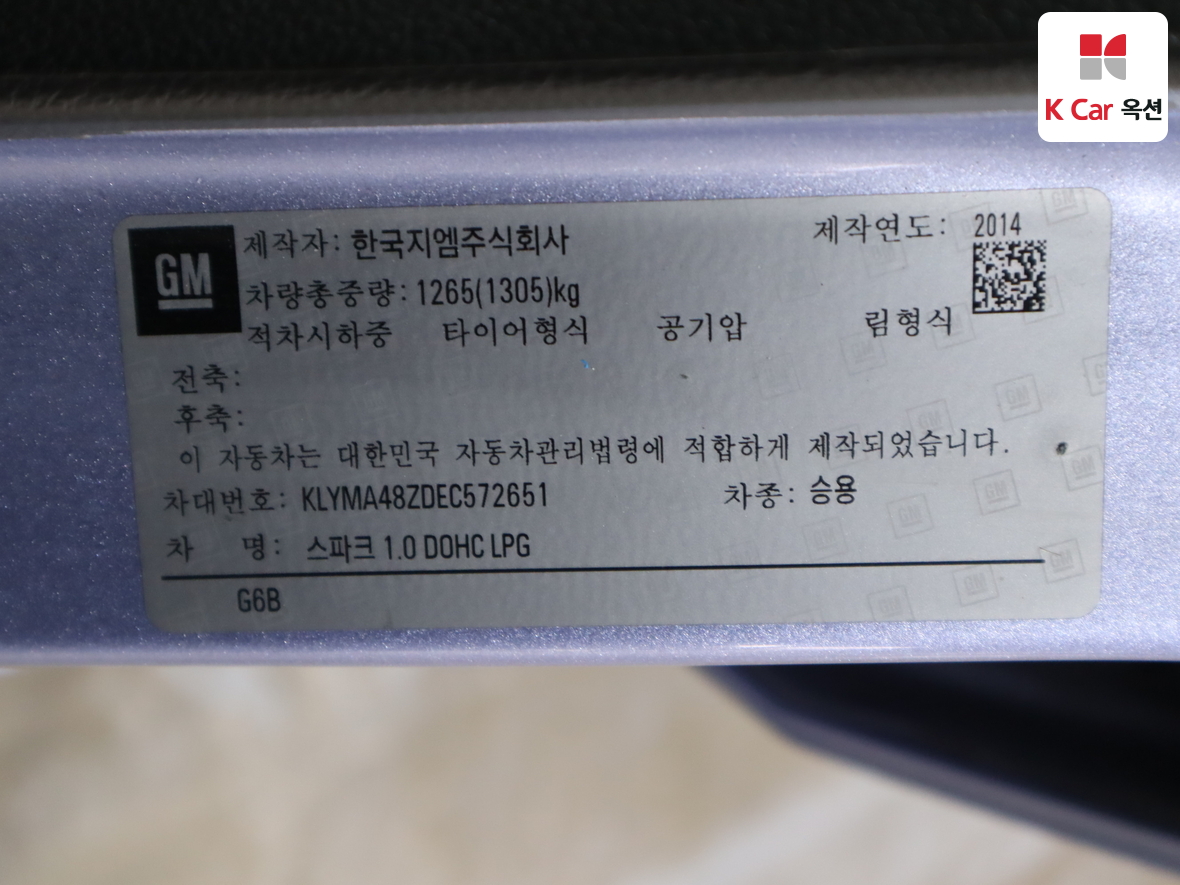 K Car 옥션
GM 제작자: 한국지엠주식회사 제작연도: 2014
차량총중량: 1265(1305)kg
적차시하중 타이어형식 공기압 림형식
전축:
후축:
이 자동차는 대한민국 자동차관리법령에 적합하게 제작되었습니다.
차대번호: KLYMA48ZDEC572651 차종: 승용
차 명: 스파크 1.0 DOHC LPG
G6B